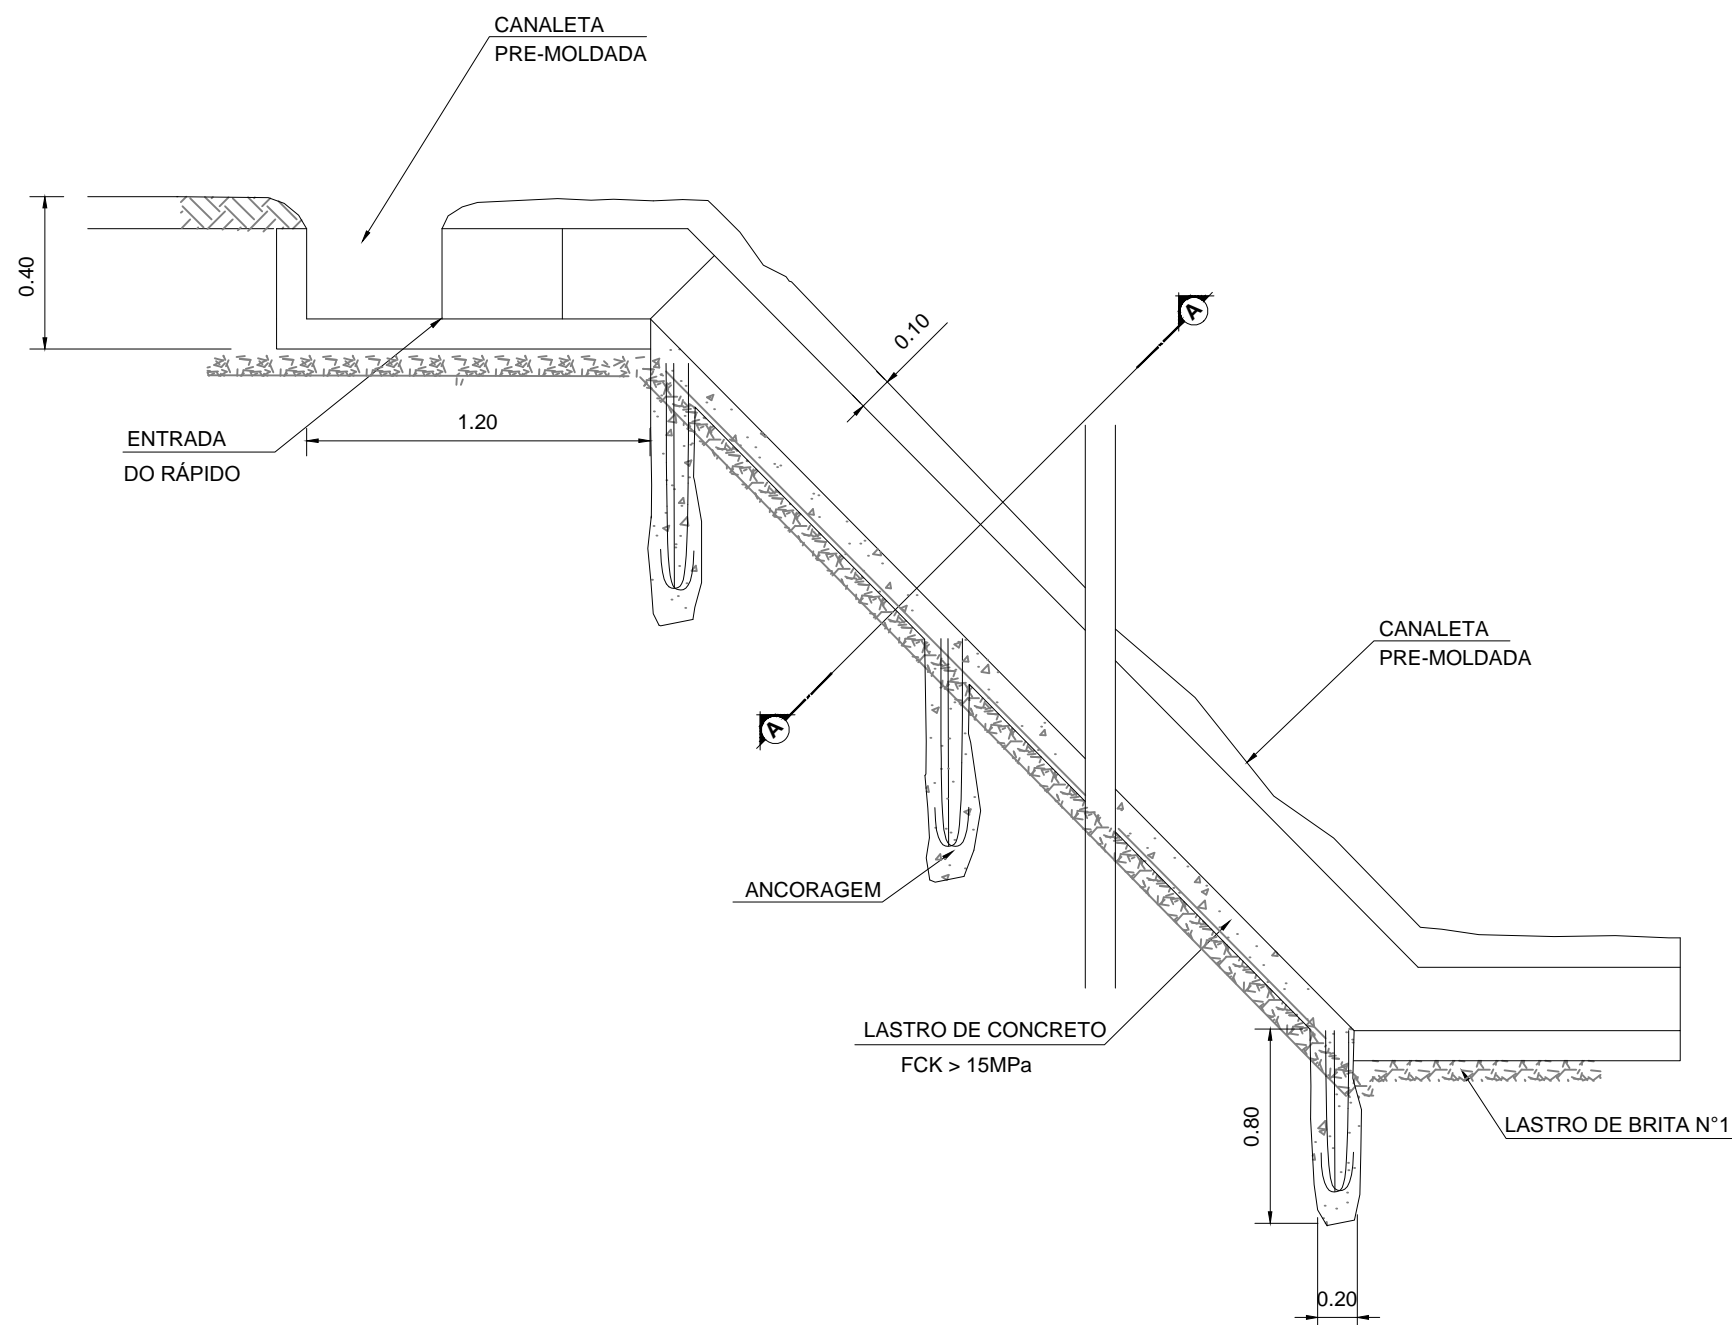 CANALETA
PRE-MOLDADA
0.40
0.10
A
1.20
ENTRADA
DO RÁPIDO
CANALETA
PRE-MOLDADA
A
ANCORAGEM
LASTRO DE CONCRETO
FCK > 15MPa
0.80
LASTRO DE BRITA N°1
0.20